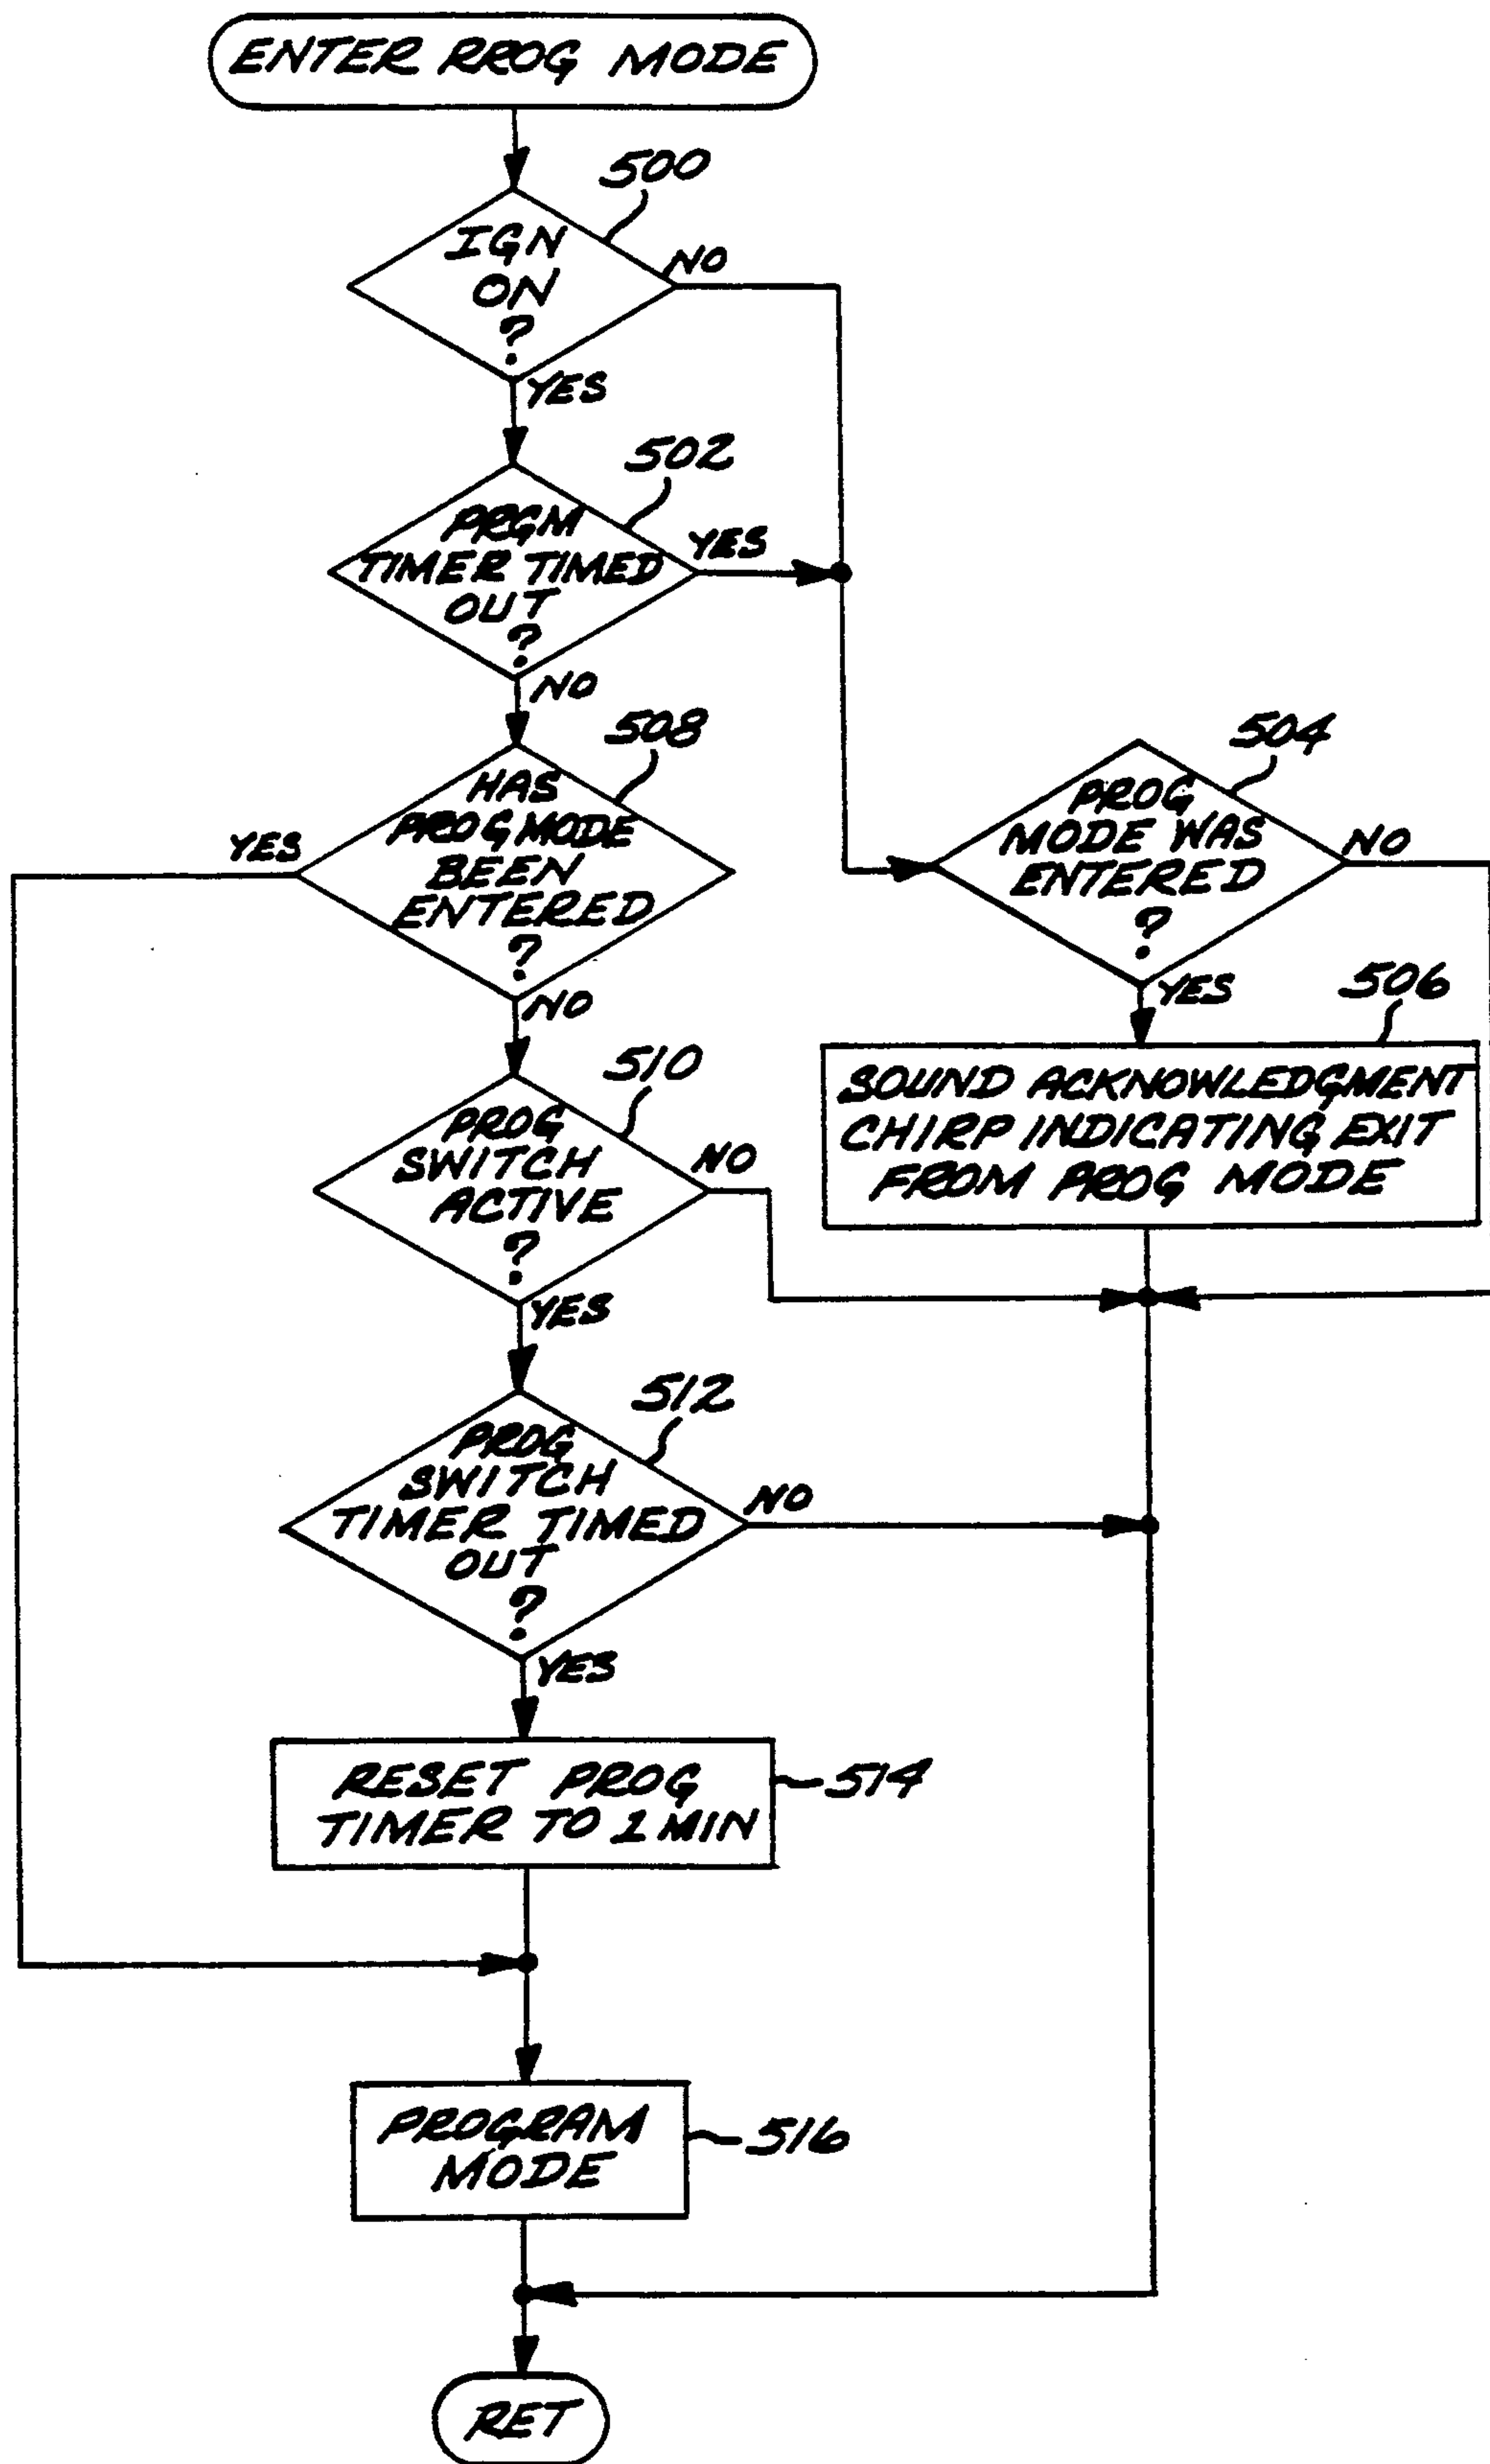 ENTER RROG MODE
500
IGN
ON
?
NO
YES
502
PRGM
TIMER TIMED
OUT
?
YES
NO
508
HAS
PROG MODE
BEEN
ENTERED
?
YES
NO
504
PROG
MODE WAS
ENTERED
?
NO
YES
506
SOUND ACKNOWLEDGMENT
CHIRP INDICATING EXIT
FROM PROG MODE
510
PROG
SWITCH
ACTIVE
?
NO
YES
512
PROG
SWITCH
TIMER TIMED
OUT
?
NO
YES
RESET PROG
TIMER TO 1 MIN
514
PROGRAM
MODE
516
RET